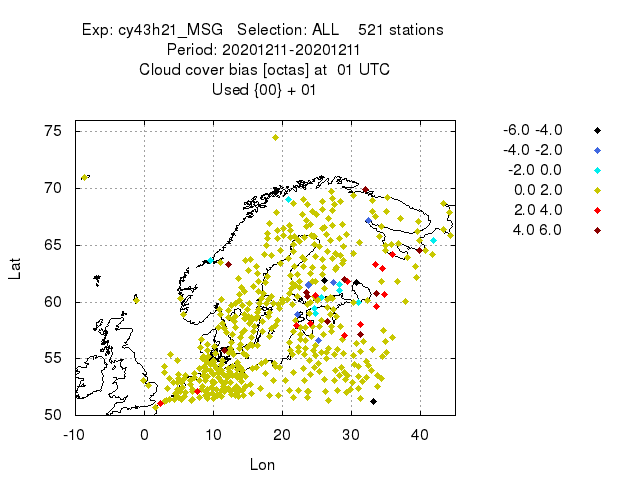 Exp: cy43h21_MSG Selection: ALL 521 stations
Period: 20201211-20201211
Cloud cover bias [octas] at 01 UTC
Used {00} + 01
75
70
65
60
55
50
-10 0 10 20 30 40
Lat
Lon
-6.0 -4.0
-4.0 -2.0
-2.0 0.0
0.0 2.0
2.0 4.0
4.0 6.0